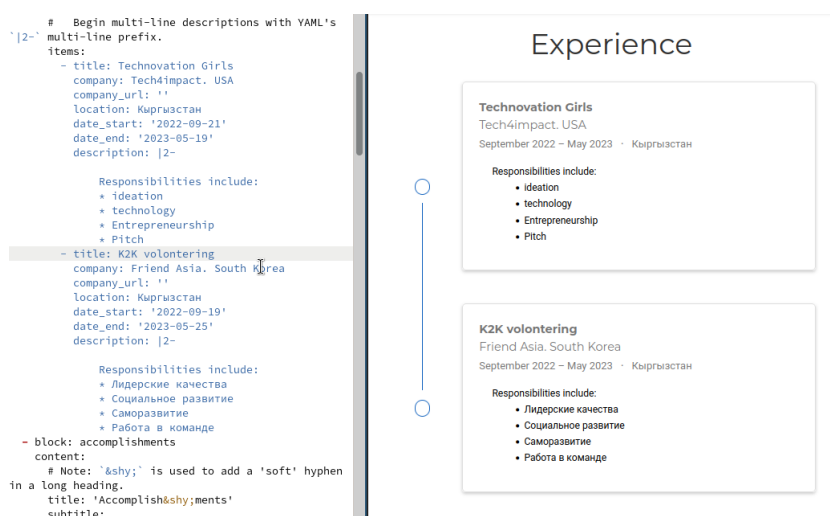 #   Begin multi-line descriptions with YAML's
`|2-` multi-line prefix.
items:
- title: Technovation Girls
company: Tech4impact. USA
company_url: ''
location: Кыргызстан
date_start: '2022-09-21'
date_end: '2023-05-19'
description: |2-
Responsibilities include:
* ideation
* technology
* Entrepreneurship
* Pitch
- title: K2K volontering
company: Friend Asia. South Korea
company_url: ''
location: Кыргызстан
date_start: '2022-09-19'
date_end: '2023-05-25'
description: |2-
Responsibilities include:
* Лидерские качества
* Социальное развитие
* Саморазвитие
* Работа в команде
- block: accomplishments
content:
# Note: `&shy;` is used to add a 'soft' hyphen
in a long heading.
title: 'Accomplish&shy;ments'
subtitle:
Experience
Technovation Girls
Tech4impact. USA
September 2022 – May 2023 · Кыргызстан
Responsibilities include:
• ideation
• technology
• Entrepreneurship
• Pitch
K2K volontering
Friend Asia. South Korea
September 2022 – May 2023 · Кыргызстан
Responsibilities include:
• Лидерские качества
• Социальное развитие
• Саморазвитие
• Работа в команде